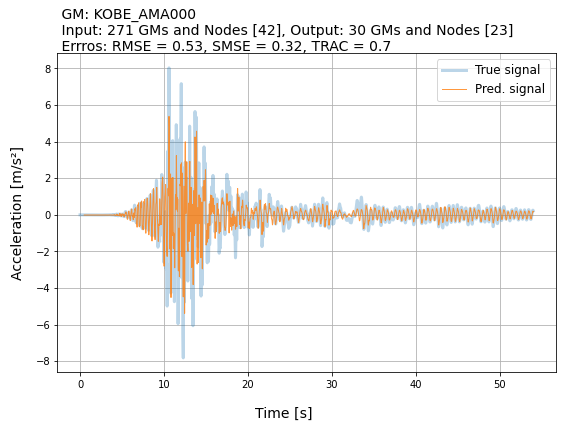 GM: KOBE_AMA000
Input: 271 GMs and Nodes [42], Output: 30 GMs and Nodes [23]
Errros: RMSE = 0.53, SMSE = 0.32, TRAC = 0.7
True signal
Pred. signal
8
6
4
2
0
−2
−4
−6
−8
Acceleration [m/s²]
0 10 20 30 40 50
Time [s]